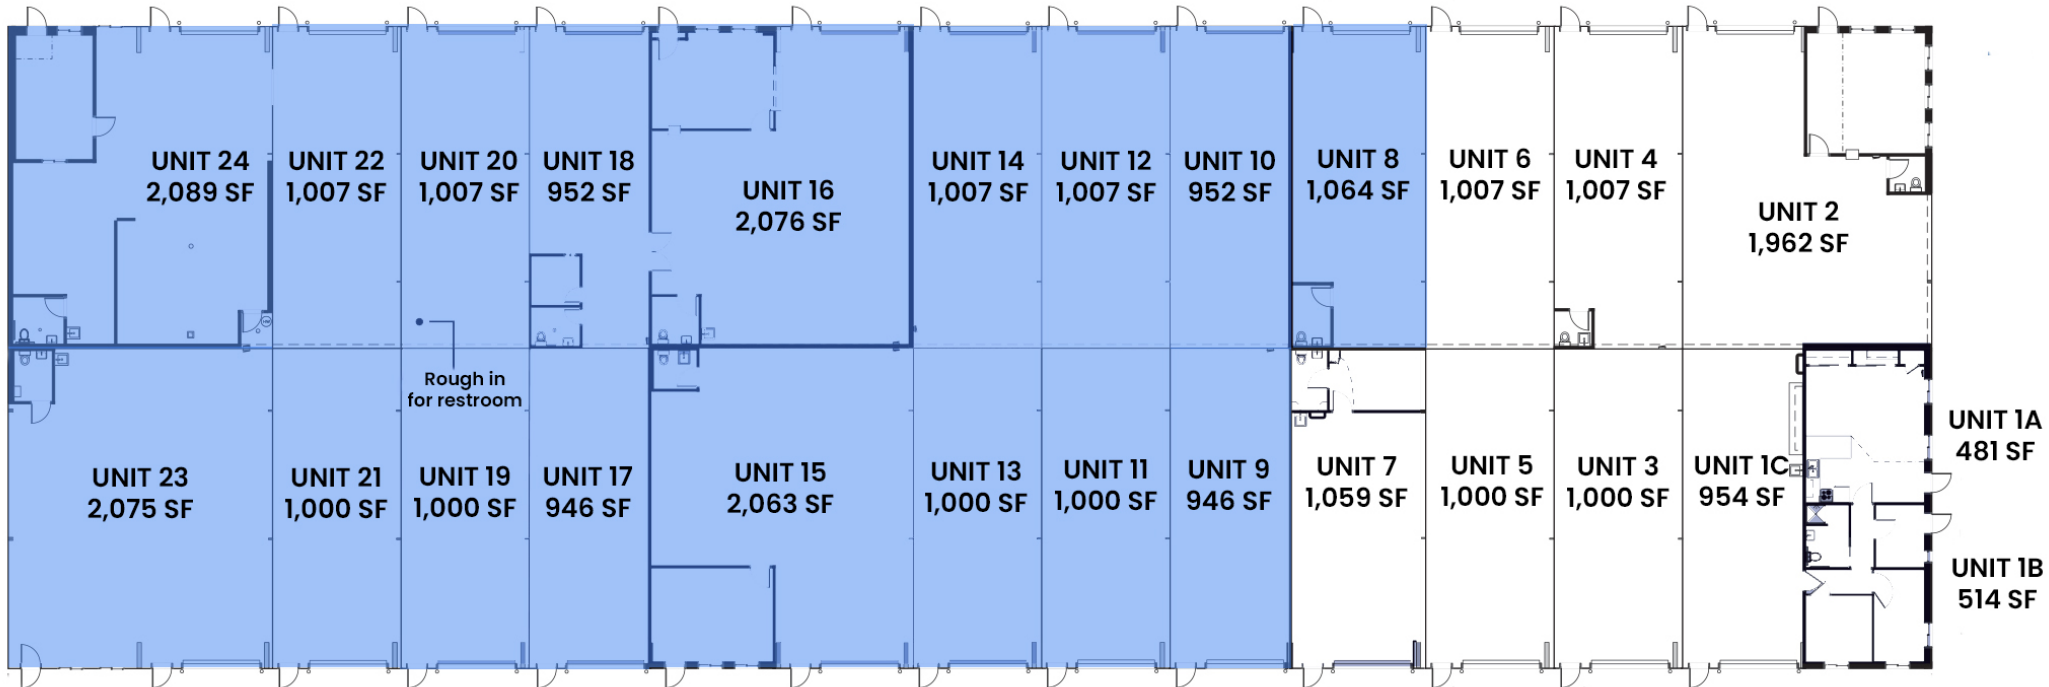 UNIT 24
2,089 SF
UNIT 22
1,007 SF
UNIT 20
1,007 SF
UNIT 18
952 SF
UNIT 16
2,076 SF
UNIT 14
1,007 SF
UNIT 12
1,007 SF
UNIT 10
952 SF
UNIT 8
1,064 SF
UNIT 6
1,007 SF
UNIT 4
1,007 SF
UNIT 2
1,962 SF
Rough in
for restroom
UNIT 23
2,075 SF
UNIT 21
1,000 SF
UNIT 19
1,000 SF
UNIT 17
946 SF
UNIT 15
2,063 SF
UNIT 13
1,000 SF
UNIT 11
1,000 SF
UNIT 9
946 SF
UNIT 7
1,059 SF
UNIT 5
1,000 SF
UNIT 3
1,000 SF
UNIT 1C
954 SF
UNIT 1A
481 SF
UNIT 1B
514 SF